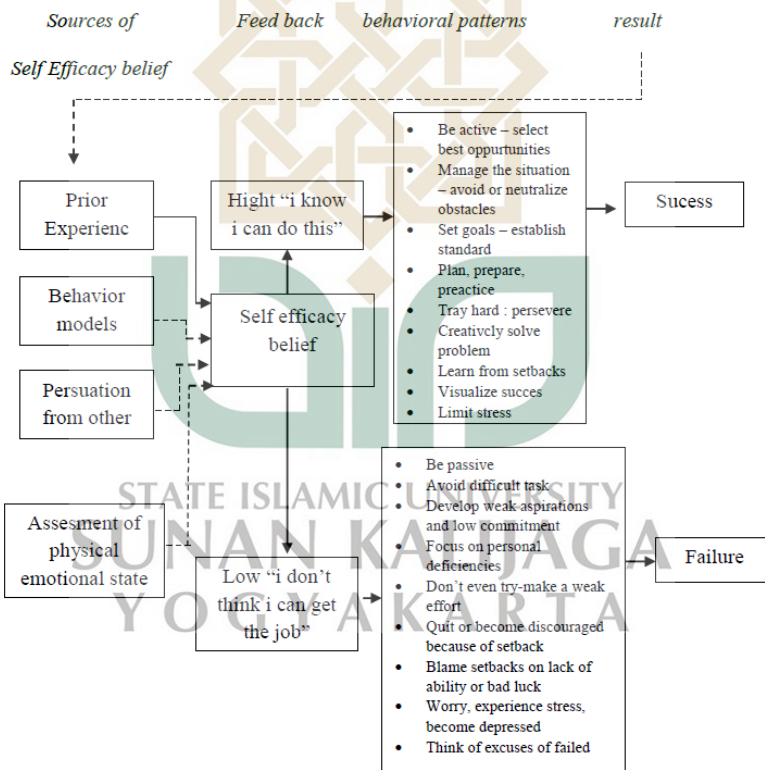 Sources of
Self Efficacy belief
Feed back
behavioral patterns
result
Prior
Experienc
Behavior
models
Persuation
from other
Assesment of
physical
emotional state
Hight “i know
i can do this”
Self efficacy
belief
Low “i don’t
think i can get
the job”
• Be active – select
best oppurtunities
• Manage the situation
– avoid or neutralize
obstacles
• Set goals – establish
standard
• Plan, prepare,
preactice
• Tray hard : persevere
• Creativcly solve
problem
• Learn from setbacks
• Visualize succes
• Limit stress
Sucess
• Be passive
• Avoid difficult task
• Develop weak aspirations
and low commitment
• Focus on personal
deficiencies
• Don’t even try-make a weak
effort
• Quit or become discouraged
because of setback
• Blame setbacks on lack of
ability or bad luck
• Worry, experience stress,
become depressed
• Think of excuses of failed
Failure
STATE ISLAMIC UNIVERSITY
SUNAN KALIJAGA
YOGYAKARTA